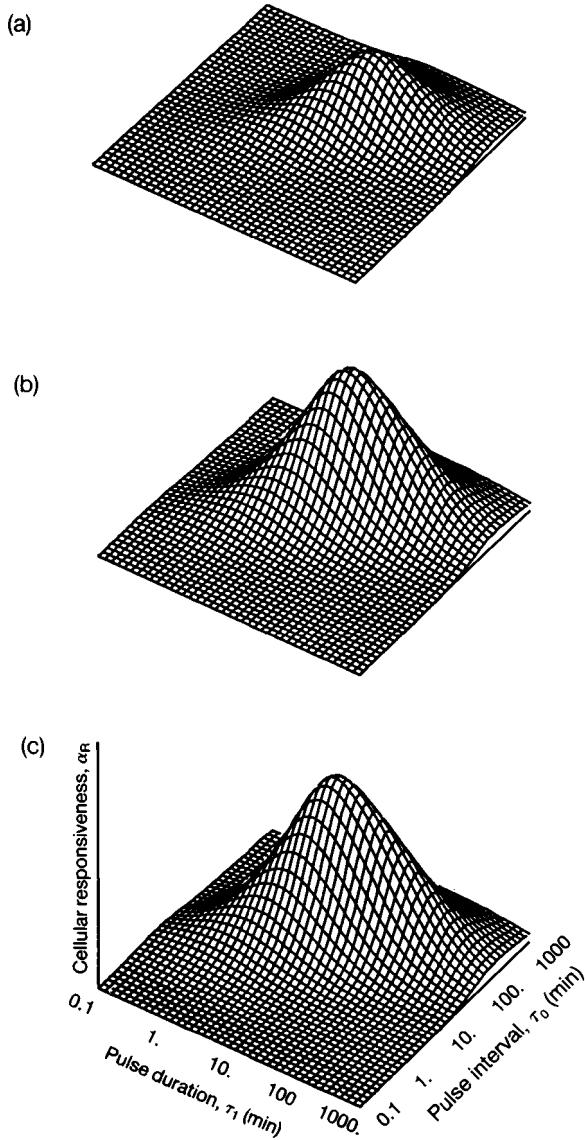 (a)
(b)
(c)
Cellular responsiveness, αR
0.1
1.
10.
100
1000.
Pulse duration, τ1 (min)
0.1
1.
10.
100.
1000
Pulse interval, τ0 (min)